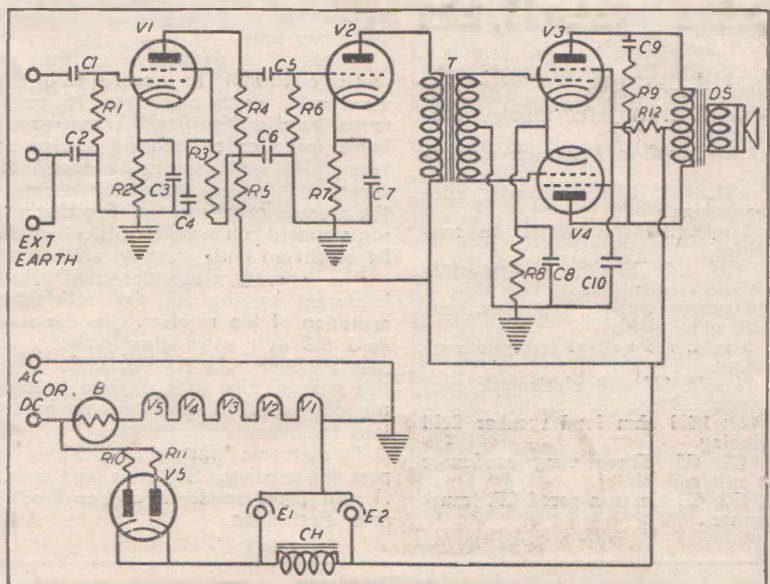 V1
V2
V3
C1
C5
T
C9
R1
R4
R6
R9
R12
DS
C2
C6
R2
C3
R3
C4
R5
R7
C7
V4
EXT
EARTH
R8
C8
C10
AC
OR
DC
B
V5
V4
V3
V2
V1
R10
R11
V5
E1
E2
CH